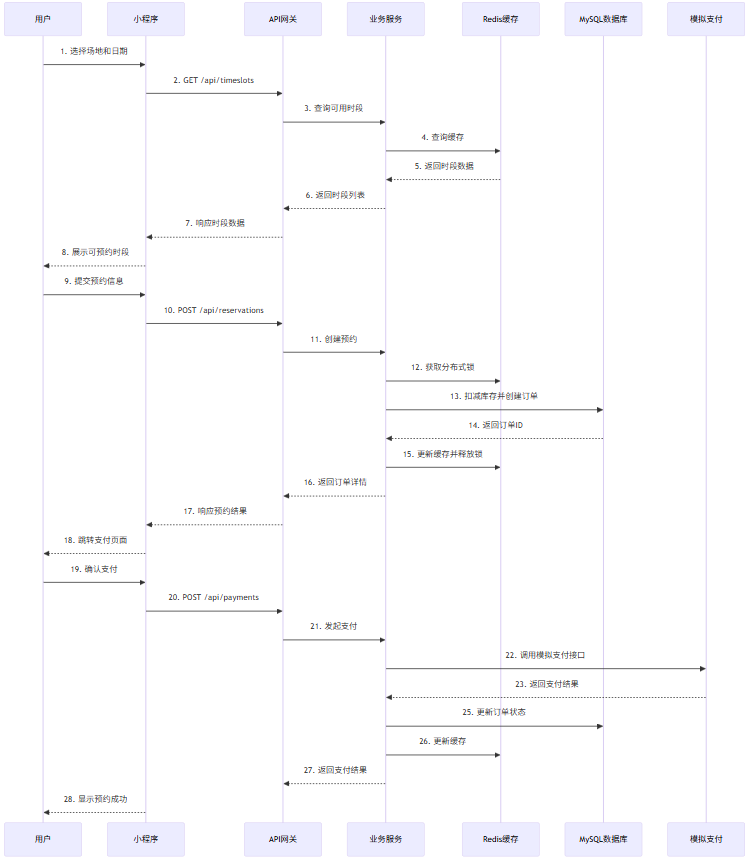 用户 小程序 API网关 业务服务 Redis缓存 MySQL数据库 模拟支付
1. 选择场地和日期
2. GET /api/timeslots
3. 查询可用时段
4. 查询缓存
5. 返回时段数据
6. 返回时段列表
7. 响应时段数据
8. 展示可预约时段
9. 提交预约信息
10. POST /api/reservations
11. 创建预约
12. 获取分布式锁
13. 扣减库存并创建订单
14. 返回订单ID
15. 更新缓存并释放锁
16. 返回订单详情
17. 响应预约结果
18. 跳转支付页面
19. 确认支付
20. POST /api/payments
21. 发起支付
22. 调用模拟支付接口
23. 返回支付结果
25. 更新订单状态
26. 更新缓存
27. 返回支付结果
28. 显示预约成功
用户 小程序 API网关 业务服务 Redis缓存 MySQL数据库 模拟支付